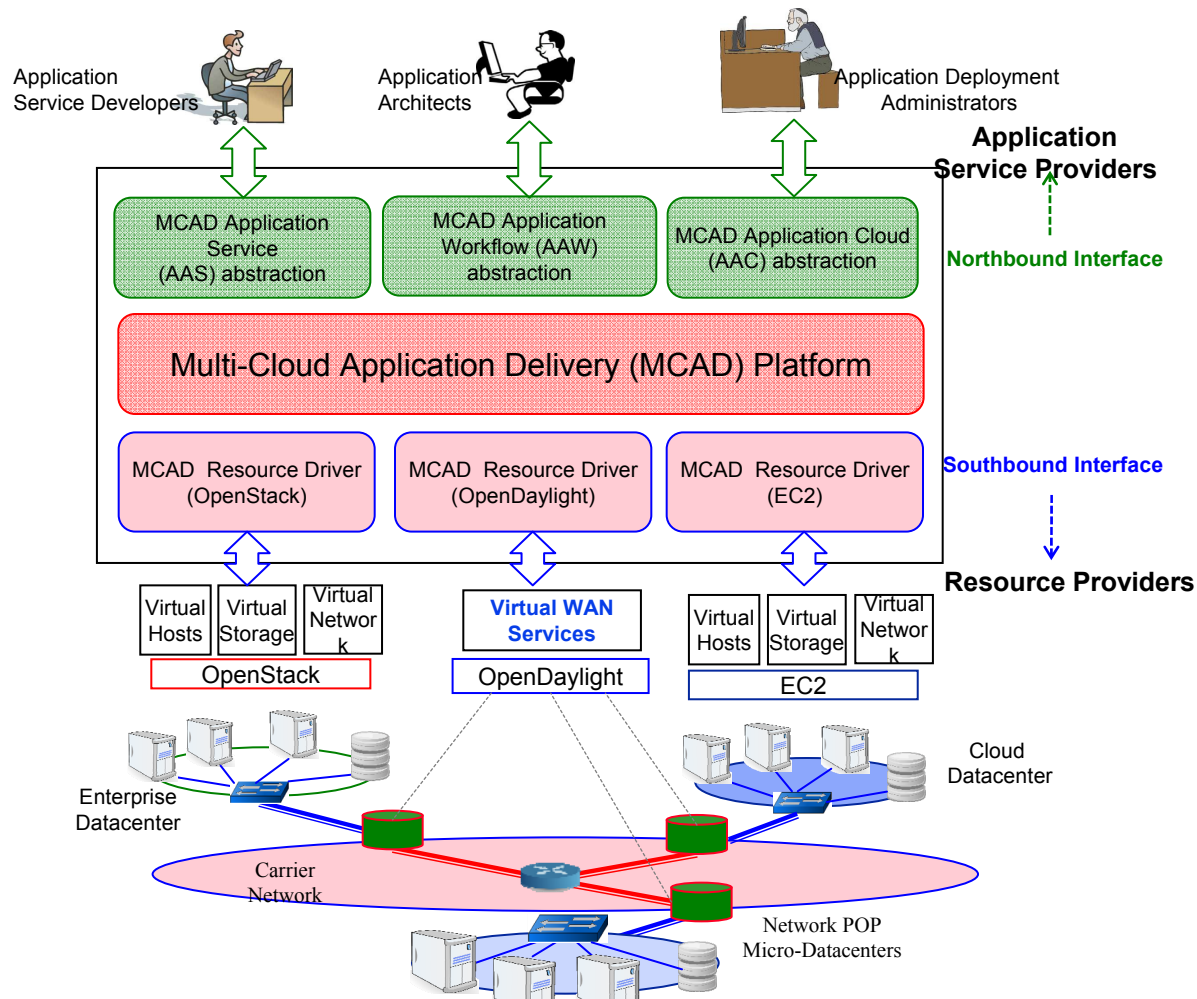 Application
Service Developers
Application
Architects
Application Deployment
Administrators
Application
Service Providers
MCAD Application
Service
(AAS) abstraction
MCAD Application
Workflow (AAW)
abstraction
MCAD Application Cloud
(AAC) abstraction
Northbound Interface
Multi-Cloud Application Delivery (MCAD) Platform
MCAD  Resource Driver
(OpenStack)
MCAD  Resource Driver
(OpenDaylight)
MCAD  Resource Driver
(EC2)
Southbound Interface
Resource Providers
Virtual
Hosts
Virtual
Storage
Virtual
Networ
k
OpenStack
Virtual WAN
Services
OpenDaylight
Virtual
Hosts
Virtual
Storage
Virtual
Networ
k
EC2
Enterprise
Datacenter
Cloud
Datacenter
Carrier
Network
Network POP
Micro-Datacenters